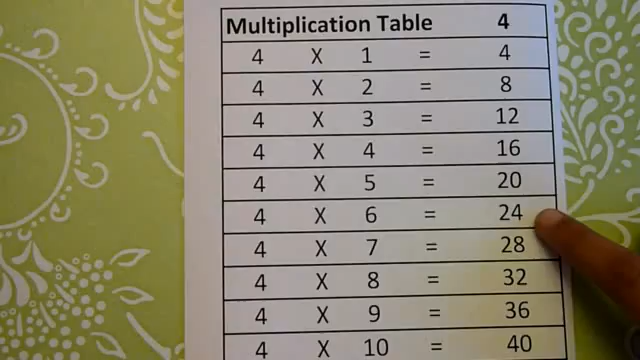 Multiplication Table 4
4 X 1 = 4
4 X 2 = 8
4 X 3 = 12
4 X 4 = 16
4 X 5 = 20
4 X 6 = 24
4 X 7 = 28
4 X 8 = 32
4 X 9 = 36
4 X 10 = 40